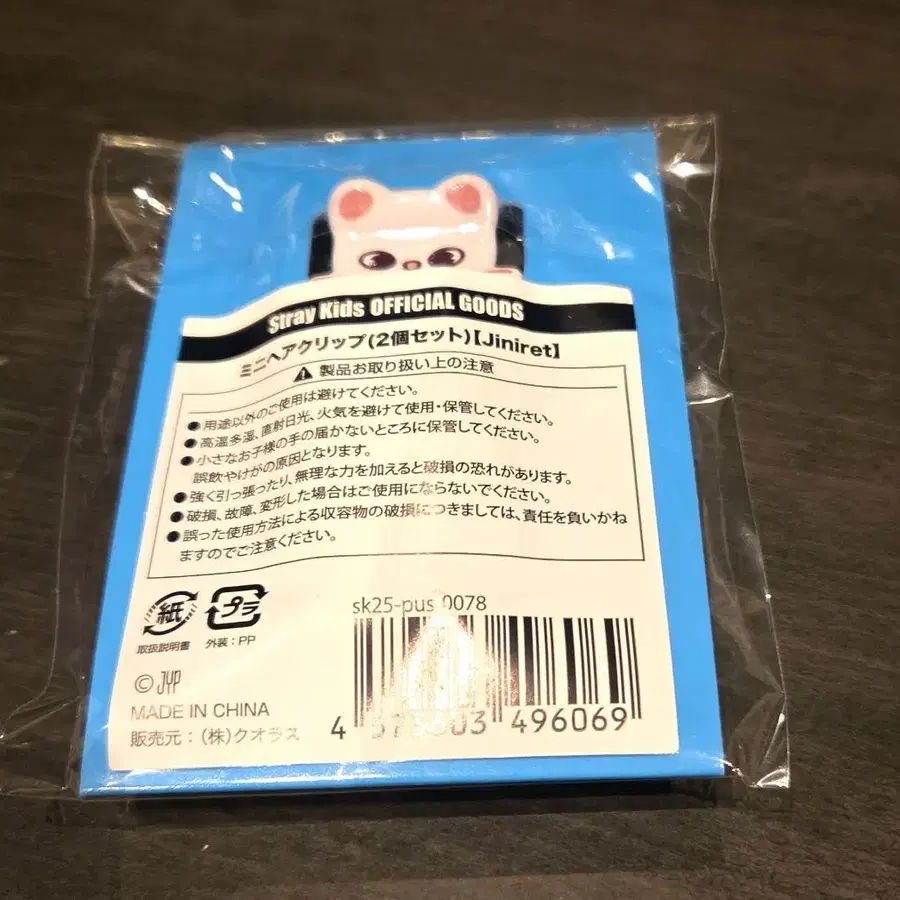 Stray Kids OFFICIAL GOODS
ミニヘアクリップ(2個セット)【Jiniret】
製品お取り扱い上の注意
●用途以外のご使用は避けてください。
●高温多湿、直射日光、火気を避けて使用・保管してください。
●小さなお子様の手の届かないところに保管してください。
誤飲やけがの原因となります。
●強く引っ張ったり、無理な力を加えると破損の恐れがあります。
●破損、故障、変形した場合はご使用にならないでください。
●誤った使用方法による収容物の破損につきましては、責任を負いかね
ますのでご注意ください。
紙
プラ
取扱説明書
外装：PP
sk25-pus 0078
© JYP
MADE IN CHINA
販売元：(株)クオラス
496069